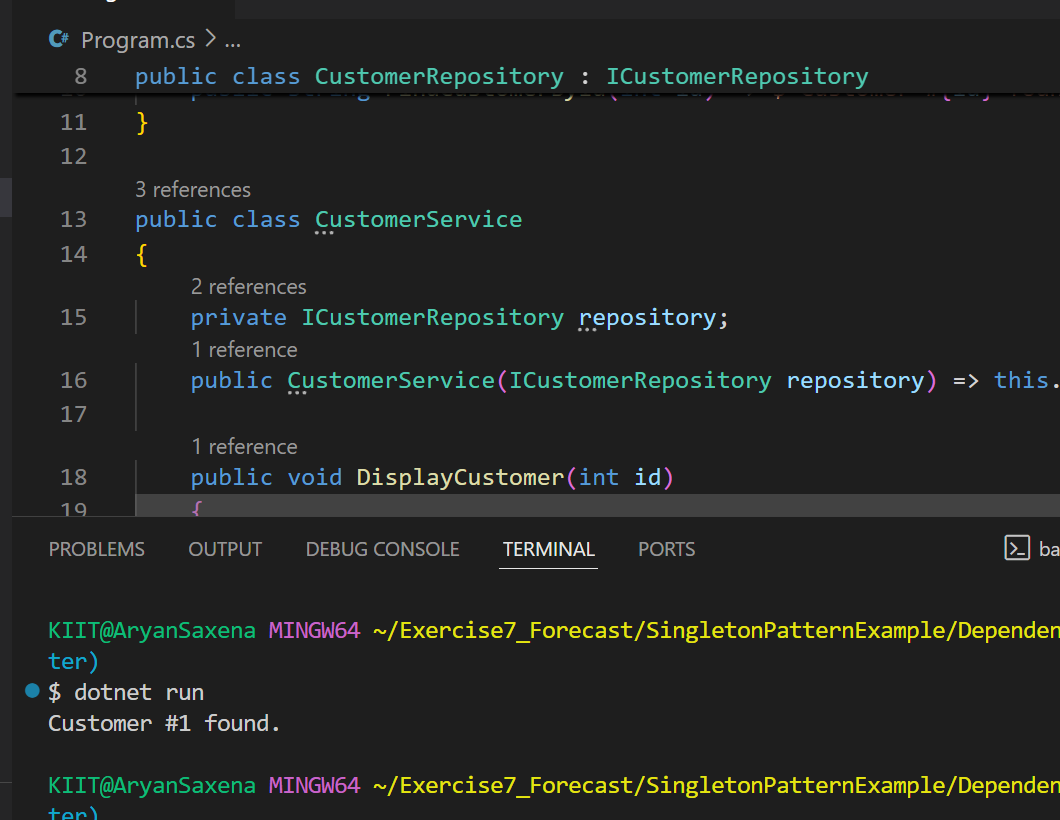 C# Program.cs > ...
8 public class CustomerRepository : ICustomerRepository
11 }
12
3 references
13 public class CustomerService
14 {
2 references
15 private ICustomerRepository repository;
1 reference
16 public CustomerService(ICustomerRepository repository) => this.
17
1 reference
18 public void DisplayCustomer(int id)
19 {
PROBLEMS OUTPUT DEBUG CONSOLE TERMINAL PORTS ba
KIIT@AryanSaxena MINGW64 ~/Exercise7_Forecast/SingletonPatternExample/Dependen
ter)
$ dotnet run
Customer #1 found.
KIIT@AryanSaxena MINGW64 ~/Exercise7_Forecast/SingletonPatternExample/Dependen
ter)